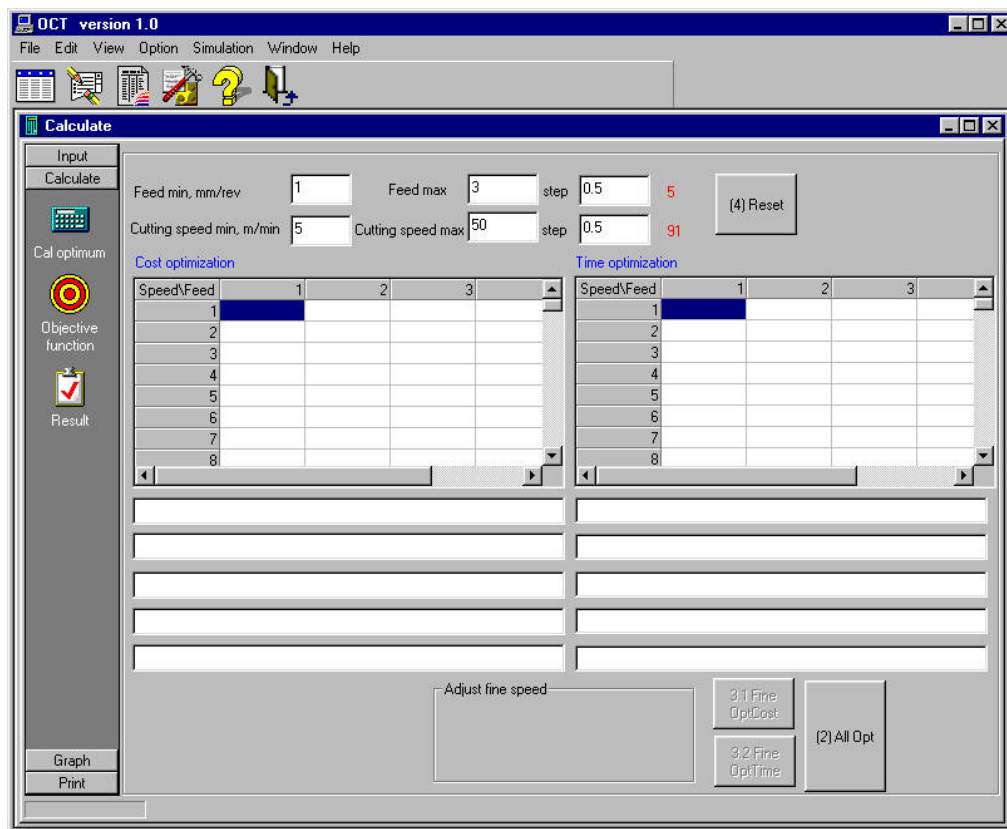 OCT version 1.0
File Edit View Option Simulation Window Help
Calculate
Input
Calculate
Cal optimum
Objective
function
Result
Graph
Print
Feed min, mm/rev 1 Feed max 3 step 0.5 5
(4) Reset
Cutting speed min, m/min 5 Cutting speed max 50 step 0.5 91
Cost optimization
Speed\Feed 1 2 3
1
2
3
4
5
6
7
8
Time optimization
Speed\Feed 1 2 3
1
2
3
4
5
6
7
8
Adjust fine speed
3.1 Fine
OptCost
3.2 Fine
OptTime
(2) All Opt